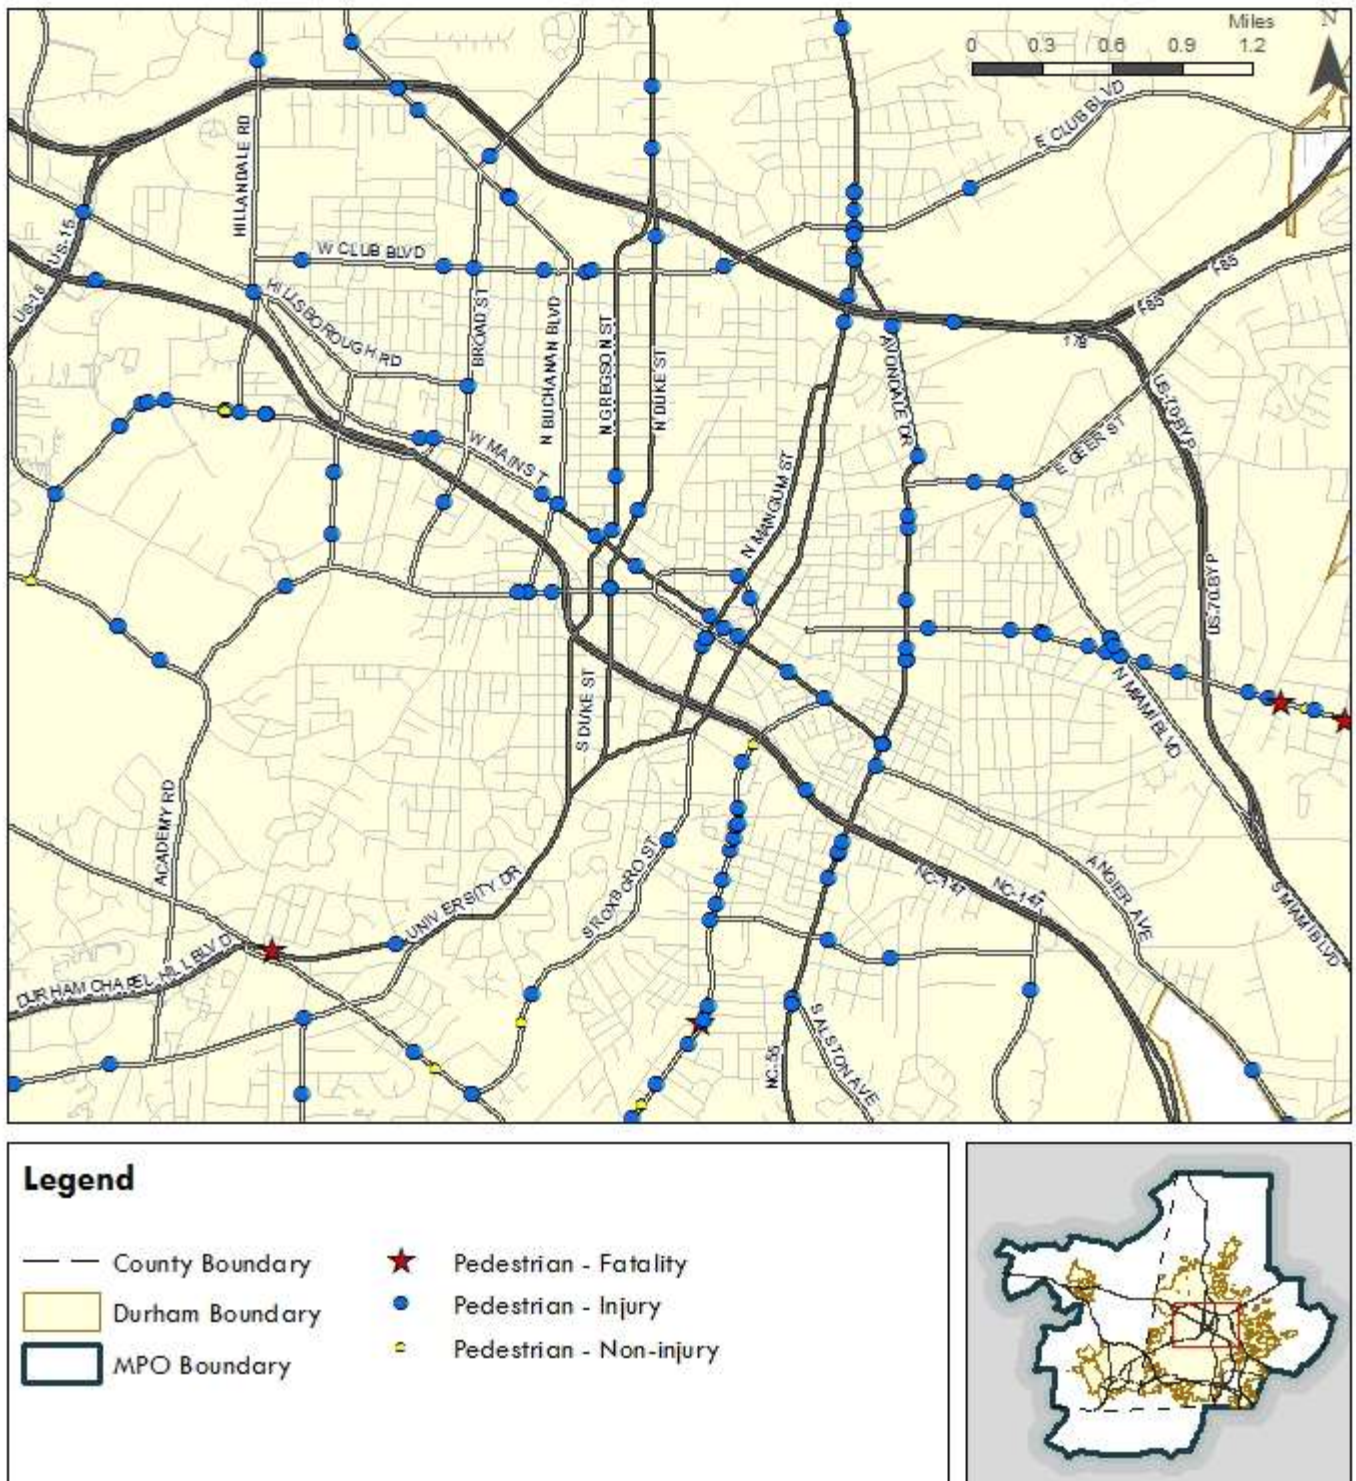 Miles
N
0 0.3 0.6 0.9 1.2
E CLUB BLVD
HILLANDALE RD
US-15
W CLUB BLVD
I-85
US-15
HILLSBOROUGH RD
BROAD ST
N BUCHANAN BLVD
N GREGSON ST
N DUKE ST
AVONDALE DR
I-85
178
US-70 BYP
E GEER ST
W MAIN ST
N MANGUM ST
US-70 BYP
N MIAMI BLVD
S DUKE ST
ACADEMY RD
S ROXBORO ST
UNIVERSITY DR
NC-147
NC-147
ANGIER AVE
S MIAMI BLVD
DURHAM CHAPEL HILL BLVD
NC-55
S ALSTON AVE
Legend
County Boundary
Durham Boundary
MPO Boundary
Pedestrian - Fatality
Pedestrian - Injury
Pedestrian - Non-injury